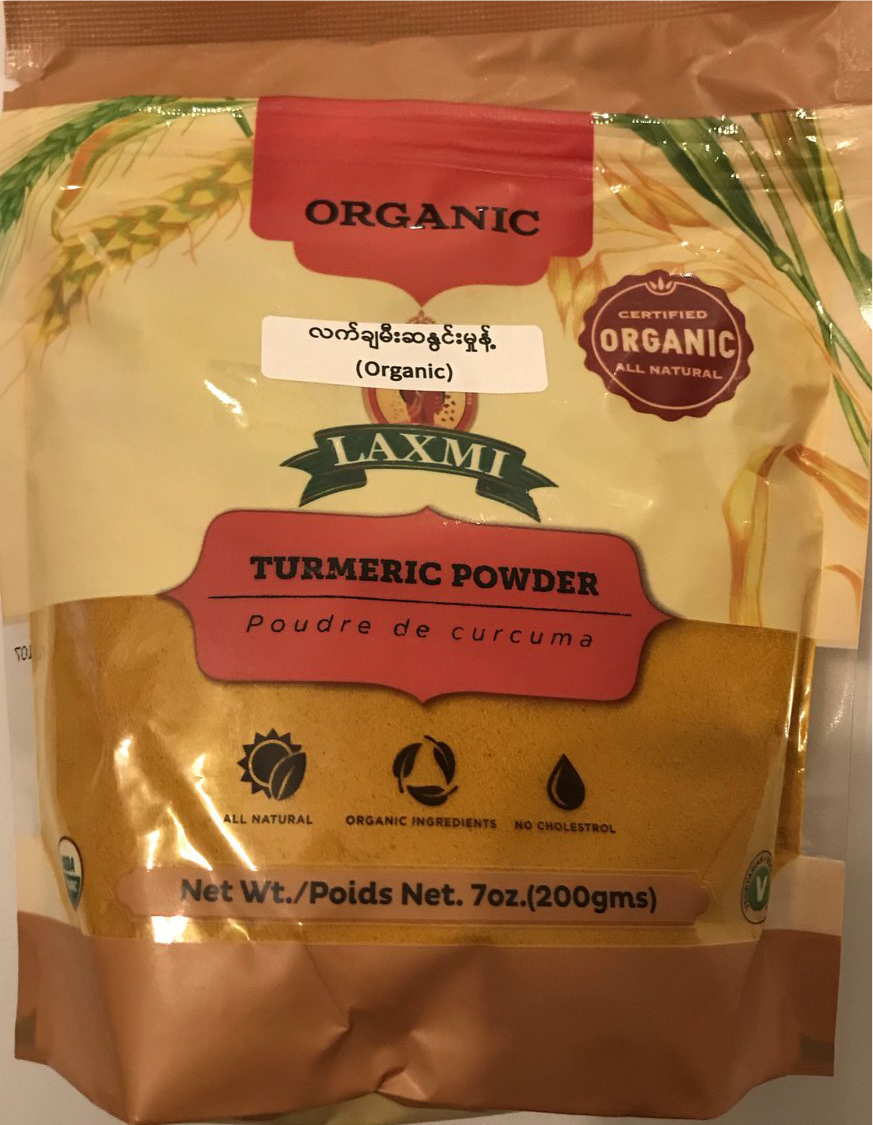 ORGANIC
လက်ချမီးဆနွင်းမှုန့်
(Organic)
CERTIFIED
ORGANIC
ALL NATURAL
LAXMI
TURMERIC POWDER
Poudre de curcuma
ALL NATURAL
ORGANIC INGREDIENTS
NO CHOLESTROL
Net Wt./Poids Net. 7oz.(200gms)
V